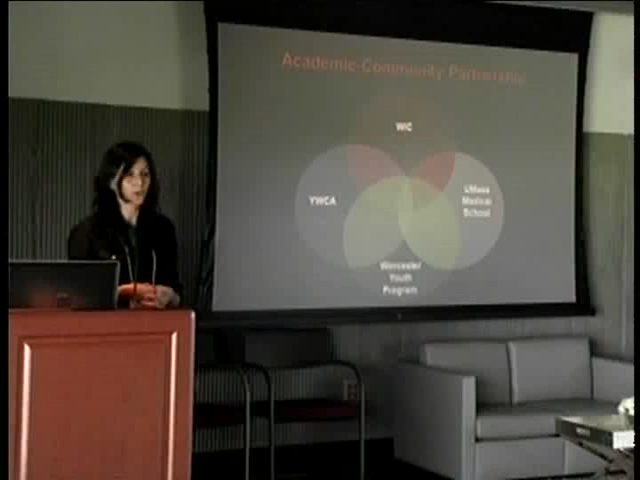 Academic-Community Partnership
WIC
YWCA
UMass
Medical
School
Worcester
Youth
Program